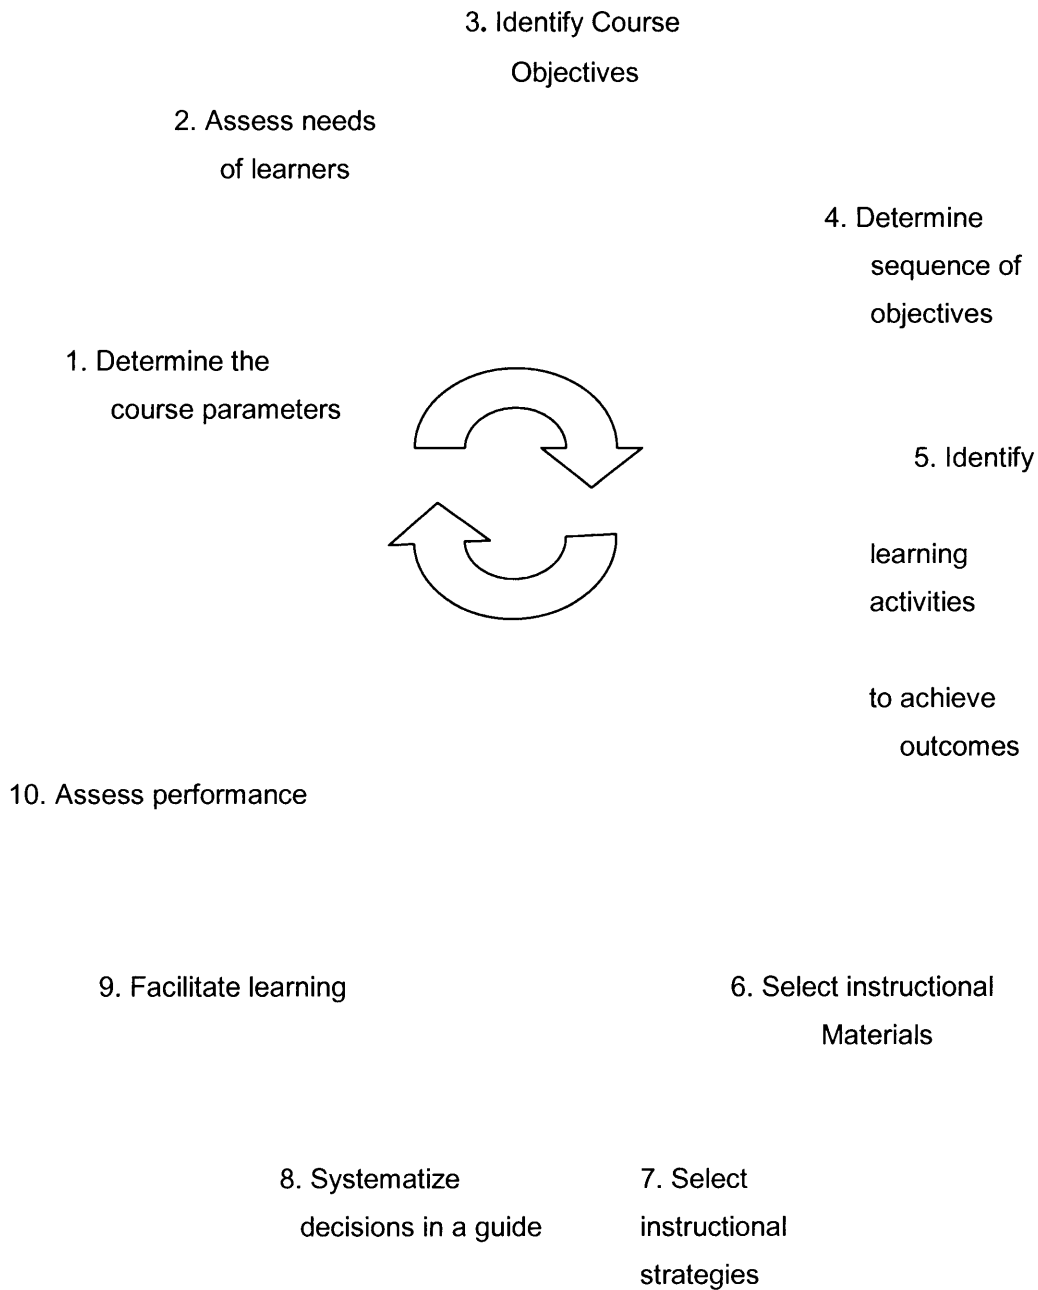 3. Identify Course
Objectives
2. Assess needs
of learners
4. Determine
sequence of
objectives
1. Determine the
course parameters
5. Identify
learning
activities
to achieve
outcomes
10. Assess performance
9. Facilitate learning
6. Select instructional
Materials
8. Systematize
decisions in a guide
7. Select
instructional
strategies